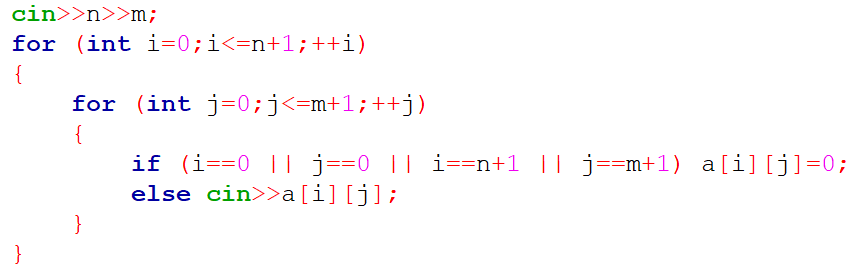 cin>>n>>m;
for (int i=0;i<=n+1;++i)
{
    for (int j=0;j<=m+1;++j)
    {
        if (i==0 || j==0 || i==n+1 || j==m+1) a[i][j]=0;
        else cin>>a[i][j];
    }
}